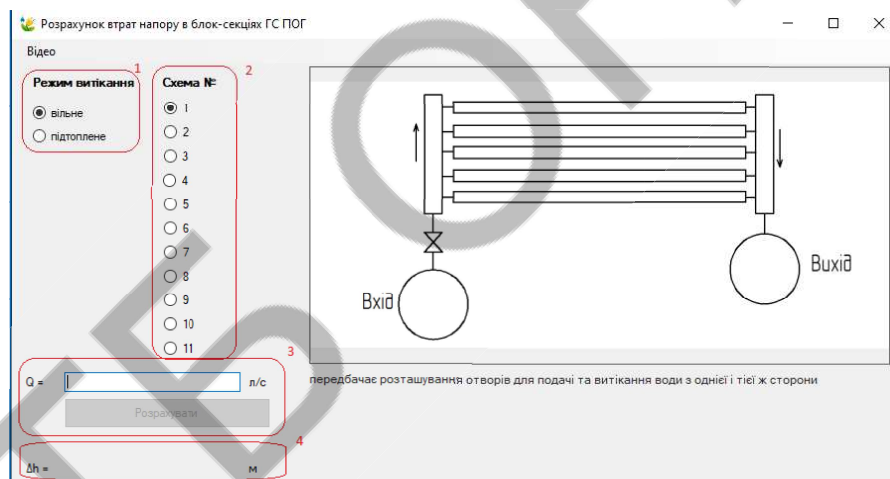 Розрахунок втрат напору в блок-секціях ГС ПОГ
Відео
1
2
Режим витікання
Схема №
вільне
підтоплене
1
2
3
4
5
6
7
8
9
10
11
Вхід
Вихід
3
Q = л/с
Розрахувати
передбачає розташування отворів для подачі та витікання води з однієї і тієї ж сторони
4
Δh = м